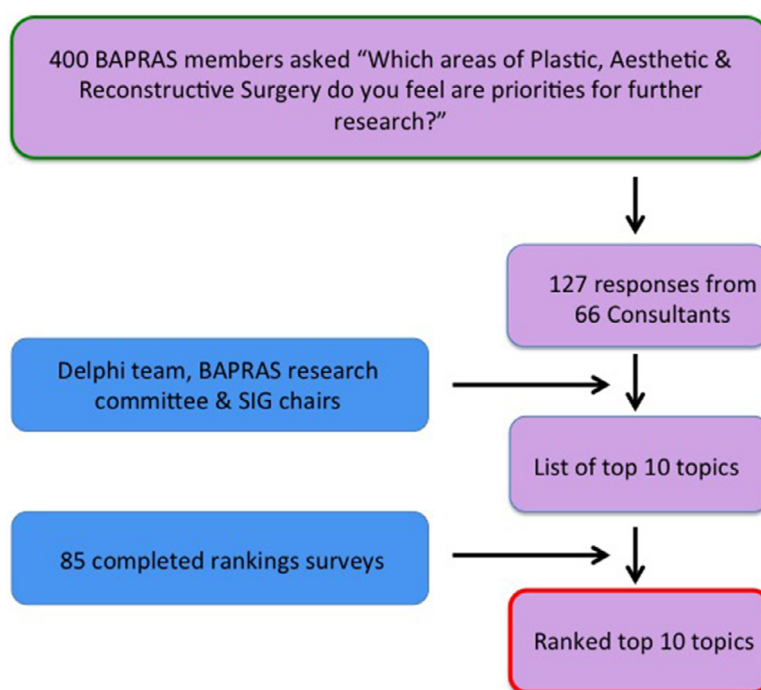 400 BAPRAS members asked “Which areas of Plastic, Aesthetic &
Reconstructive Surgery do you feel are priorities for further
research?”
127 responses from
66 Consultants
Delphi team, BAPRAS research
committee & SIG chairs
List of top 10 topics
85 completed rankings surveys
Ranked top 10 topics